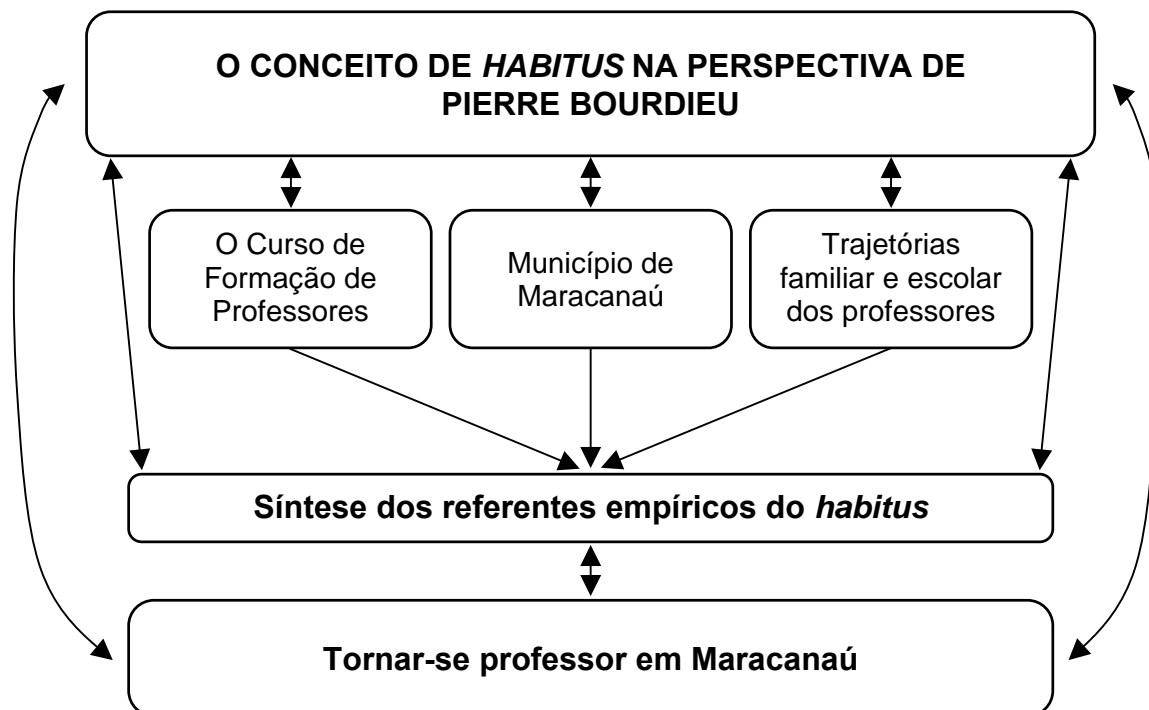 O CONCEITO DE HABITUS NA PERSPECTIVA DE
PIERRE BOURDIEU
O Curso de
Formação de
Professores
Município de
Maracanaú
Trajetórias
familiar e escolar
dos professores
Síntese dos referentes empíricos do habitus
Tornar-se professor em Maracanaú